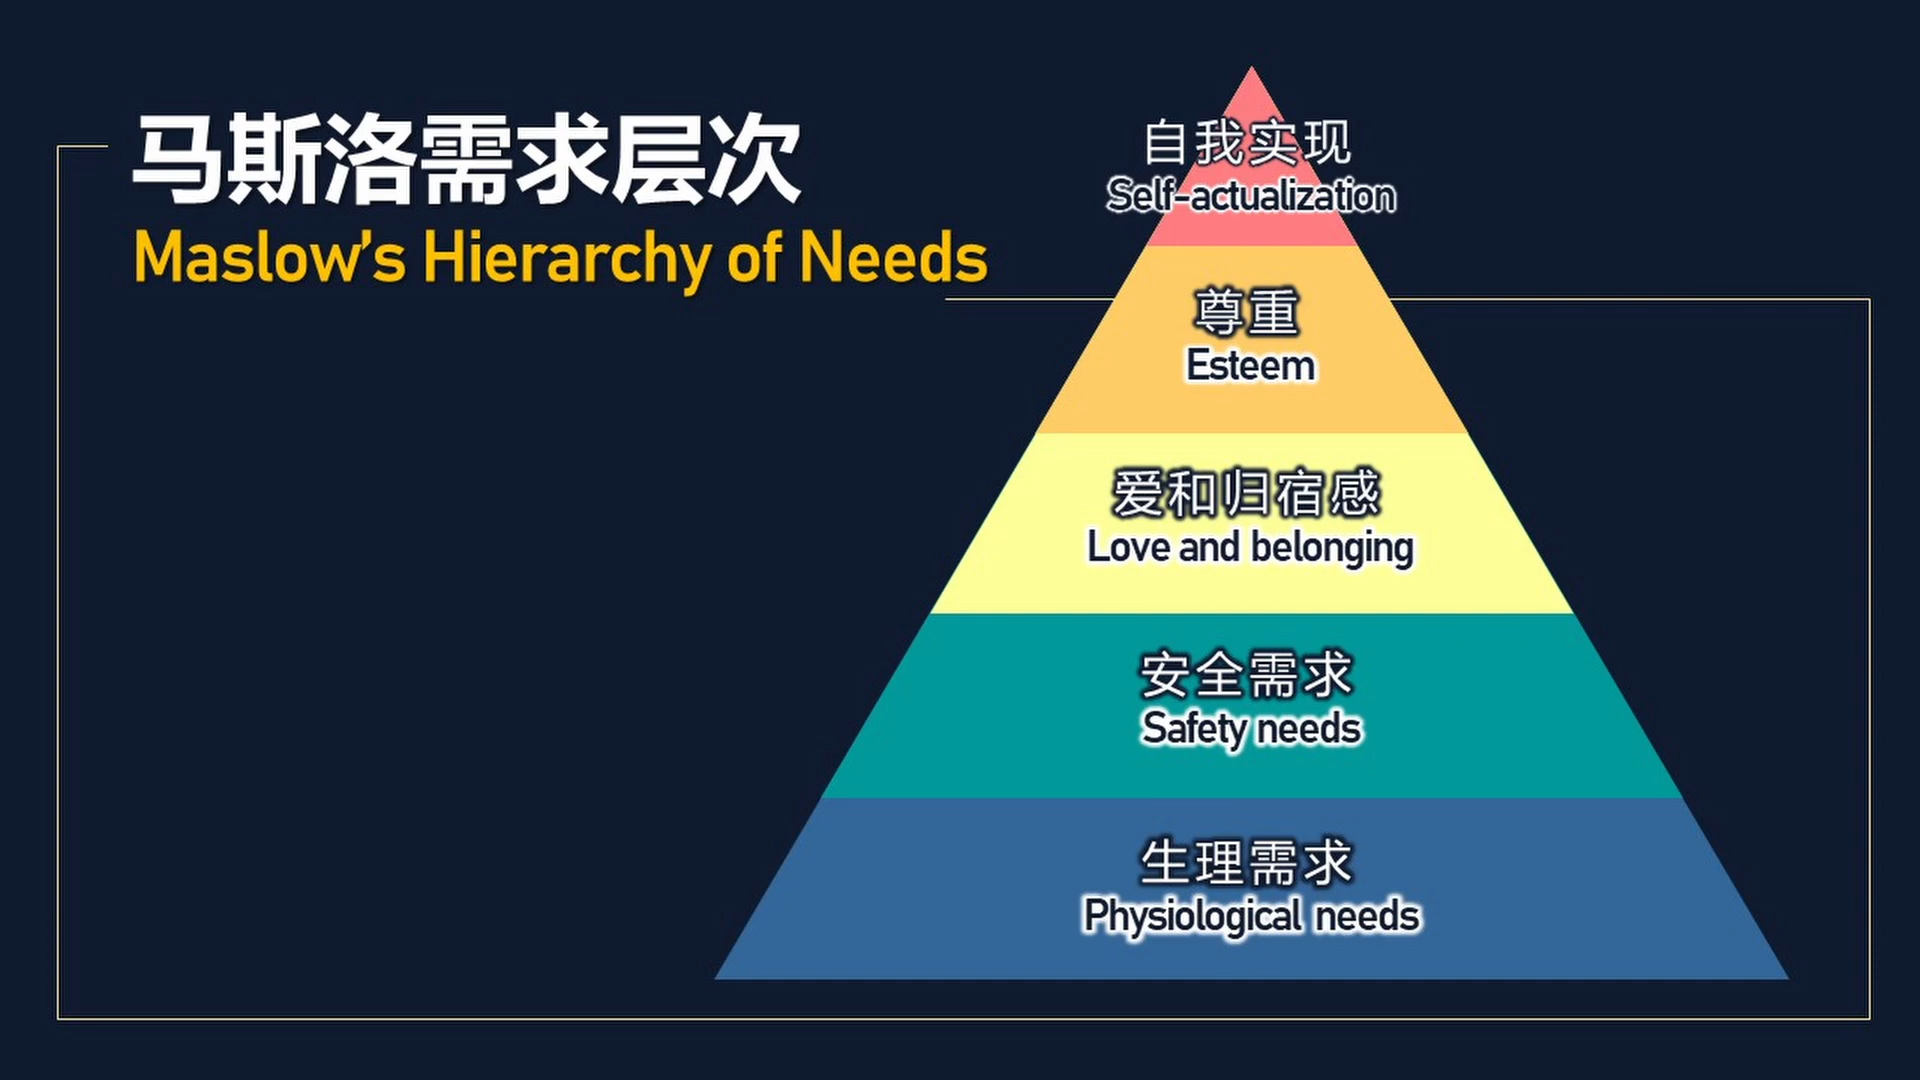 马斯洛需求层次
Maslow’s Hierarchy of Needs
自我实现
Self-actualization
尊重
Esteem
爱和归宿感
Love and belonging
安全需求
Safety needs
生理需求
Physiological needs